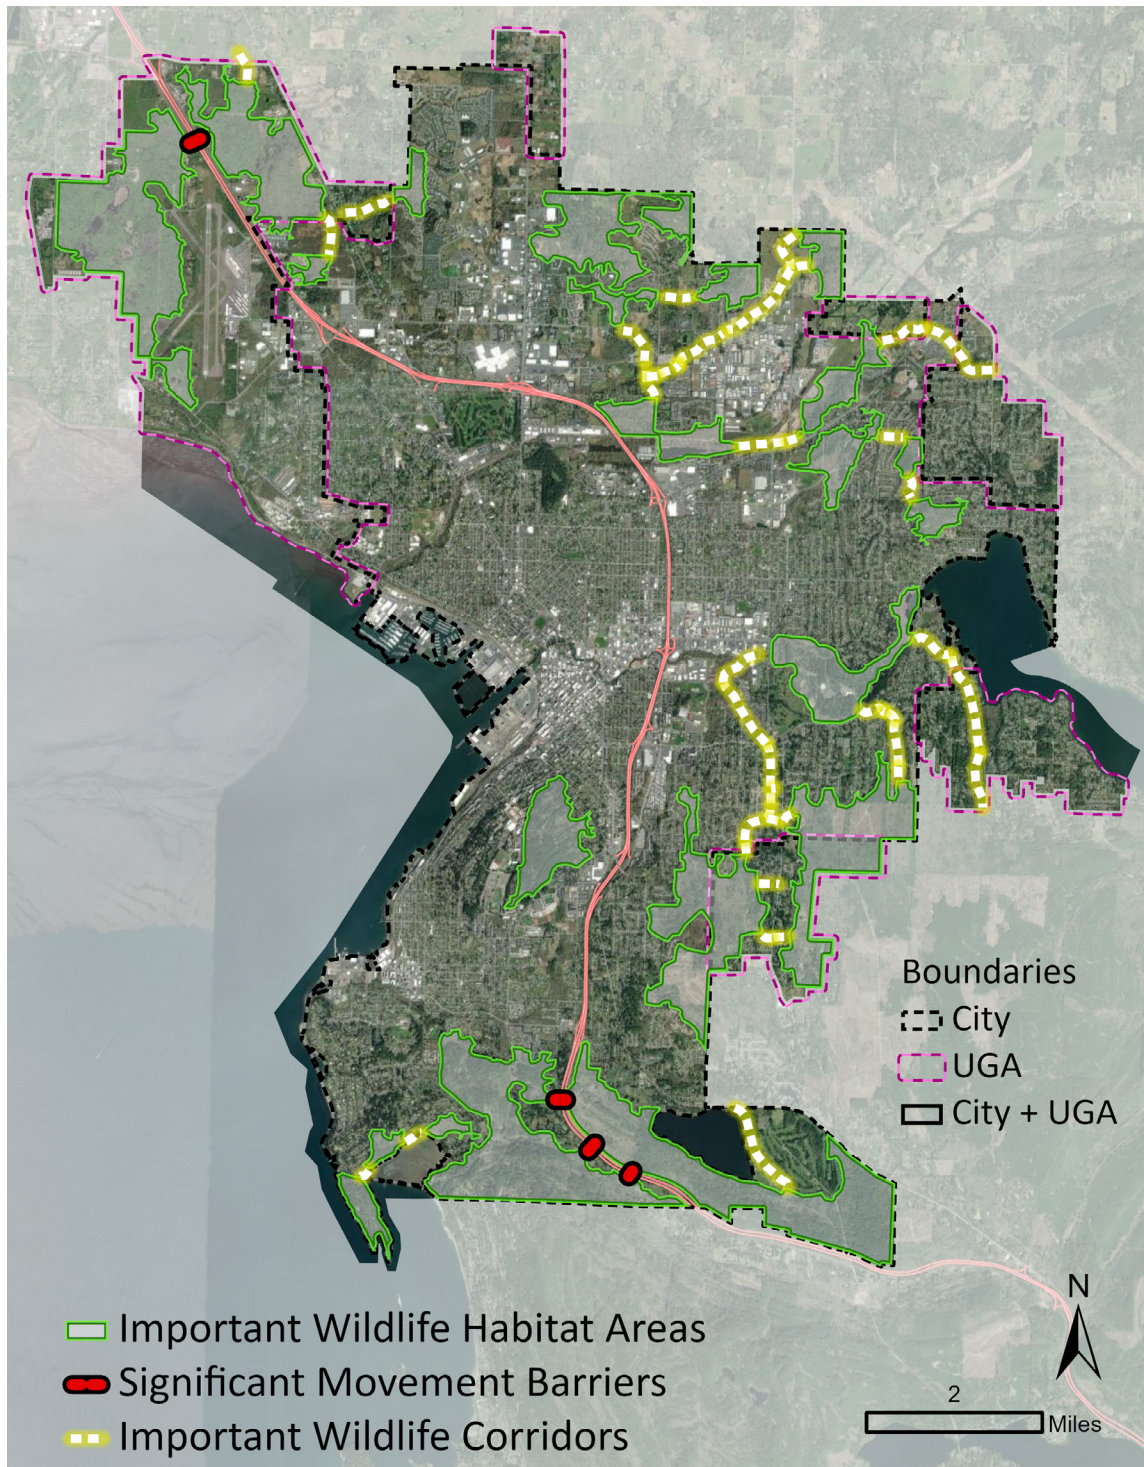 Boundaries
City
UGA
City + UGA
Important Wildlife Habitat Areas
Significant Movement Barriers
Important Wildlife Corridors
N
2
Miles